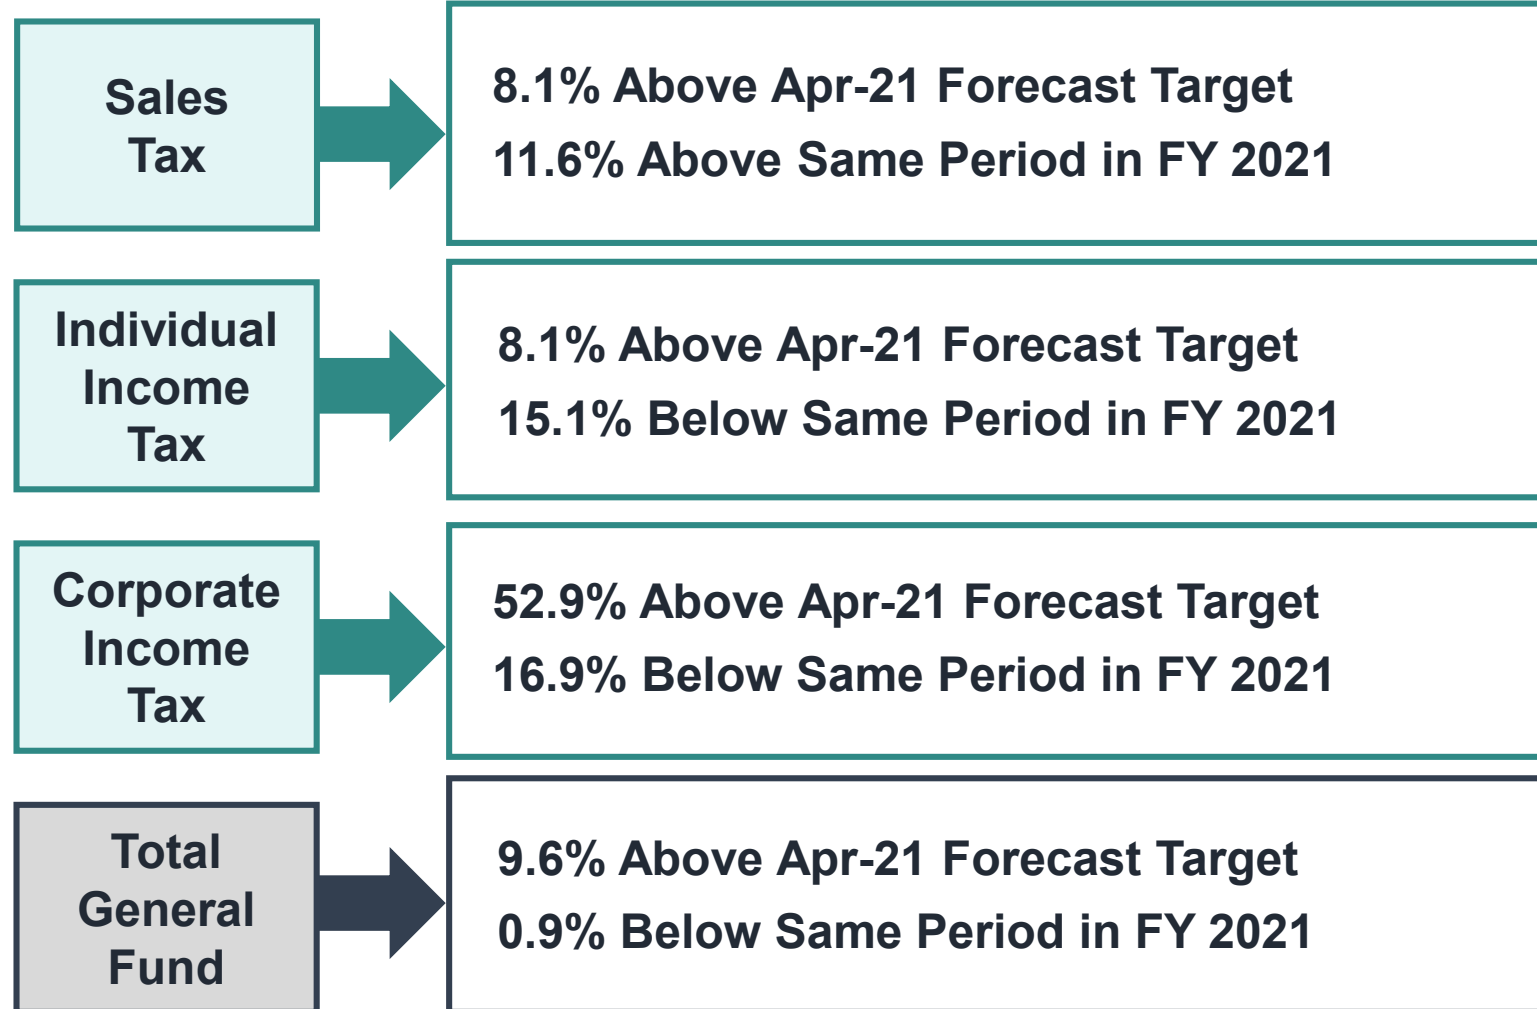 Sales
Tax
8.1% Above Apr-21 Forecast Target
11.6% Above Same Period in FY 2021
Individual
Income
Tax
8.1% Above Apr-21 Forecast Target
15.1% Below Same Period in FY 2021
Corporate
Income
Tax
52.9% Above Apr-21 Forecast Target
16.9% Below Same Period in FY 2021
Total
General
Fund
9.6% Above Apr-21 Forecast Target
0.9% Below Same Period in FY 2021